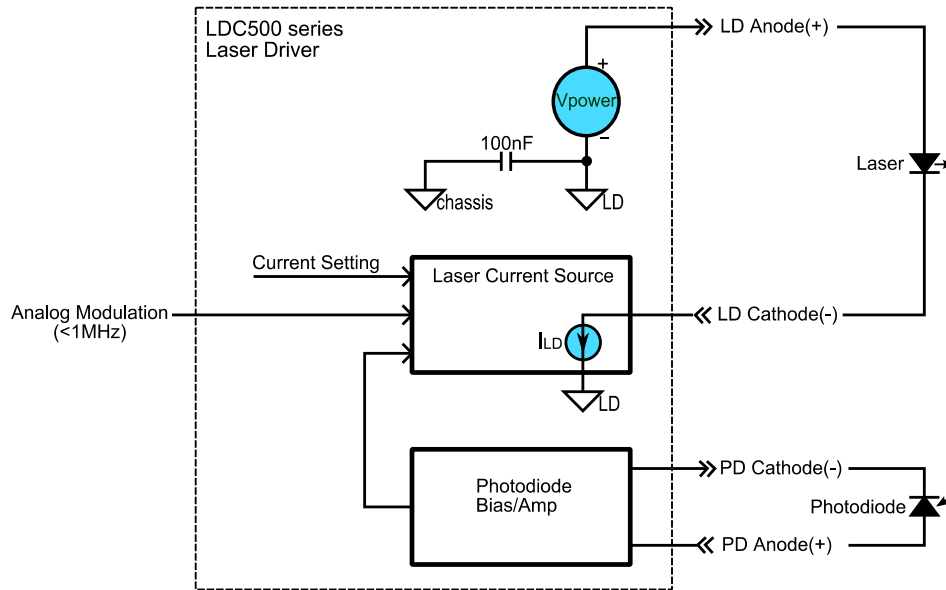 LDC500 series
Laser Driver
LD Anode(+)
+
Vpower
−
100nF
chassis
LD
Laser
Current Setting
Laser Current Source
Analog Modulation
(<1MHz)
LD Cathode(-)
ILD
LD
PD Cathode(-)
Photodiode
Bias/Amp
Photodiode
PD Anode(+)